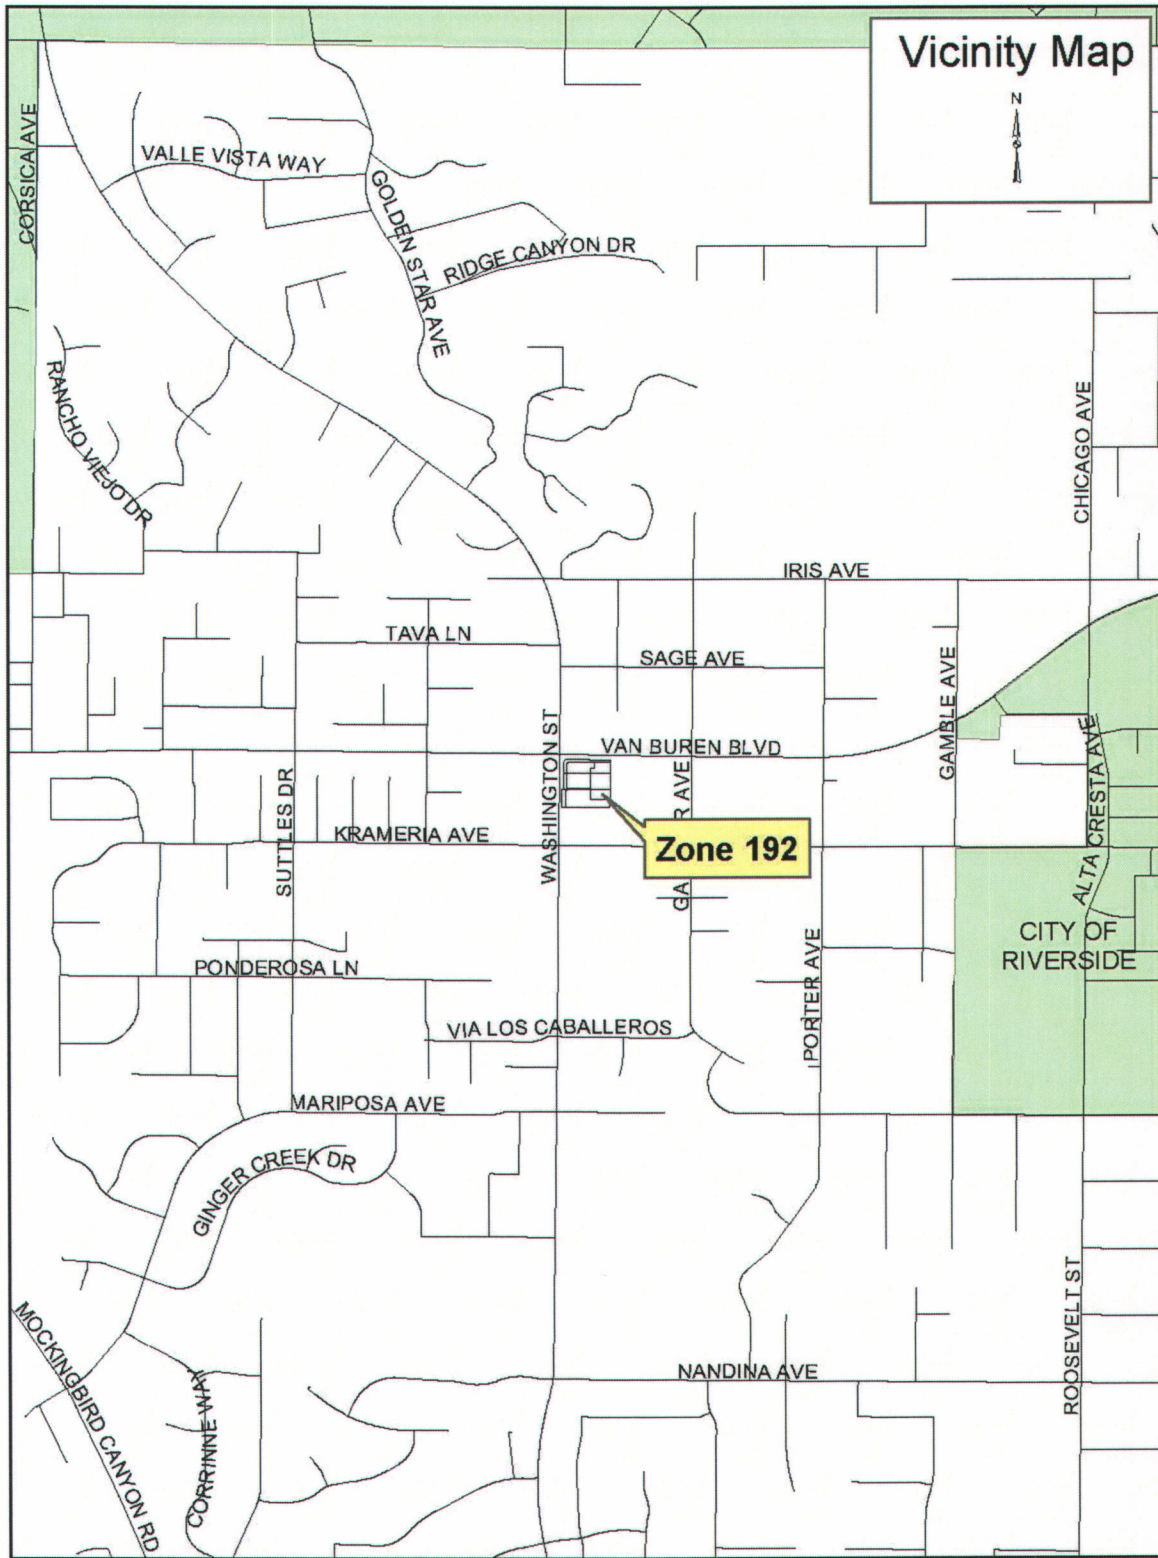 Vicinity Map
N
CORSICA AVE
VALLE VISTA WAY
GOLDEN STAR AVE
RIDGE CANYON DR
RANCHO VIEJO DR
CHICAGO AVE
IRIS AVE
TAVA LN
SAGE AVE
GAMBLE AVE
WASHINGTON ST
VAN BUREN BLVD
ALTA CRESTA AVE
SUTTLES DR
KRAMERIA AVE
Zone 192
R AVE
GA
CITY OF
RIVERSIDE
PONDEROSA LN
PORTER AVE
VIA LOS CABALLEROS
MARIPOSA AVE
GINGER CREEK DR
MOCKINGBIRD CANYON RD
CORRINNE WAY
NANDINA AVE
ROOSEVELT ST